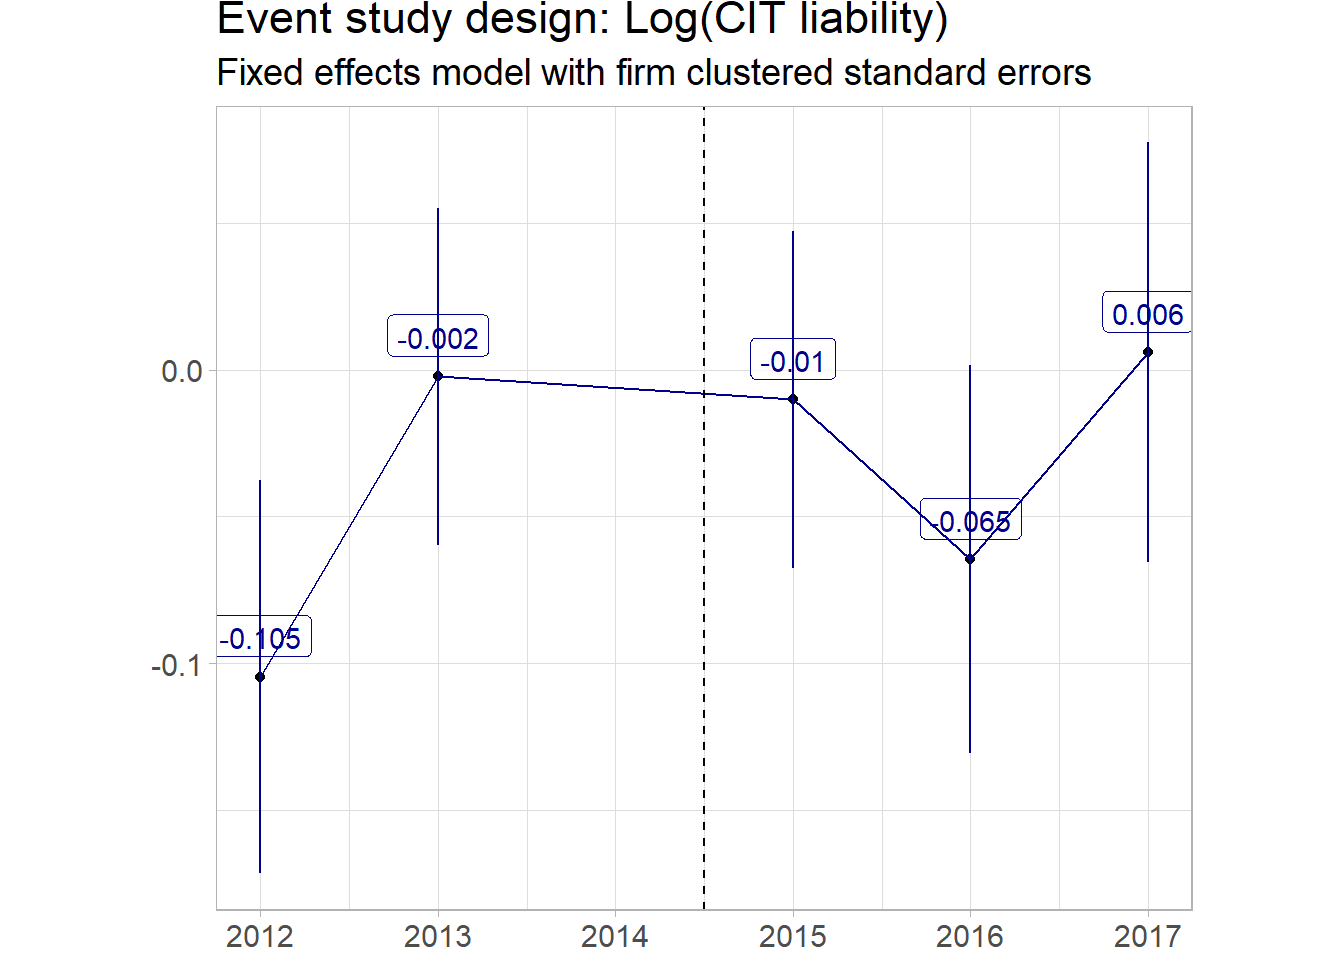 Event study design: Log(CIT liability)
Fixed effects model with firm clustered standard errors
0.006
-0.002
-0.01
0.0
-0.065
-0.105
-0.1
2012 2013 2014 2015 2016 2017